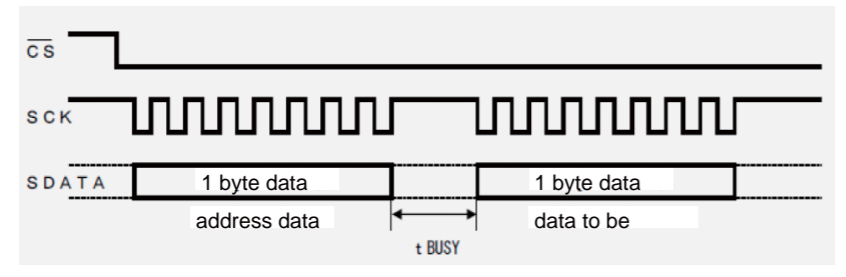 CS
SCK
SDATA 1 byte data 1 byte data
address data data to be
t BUSY